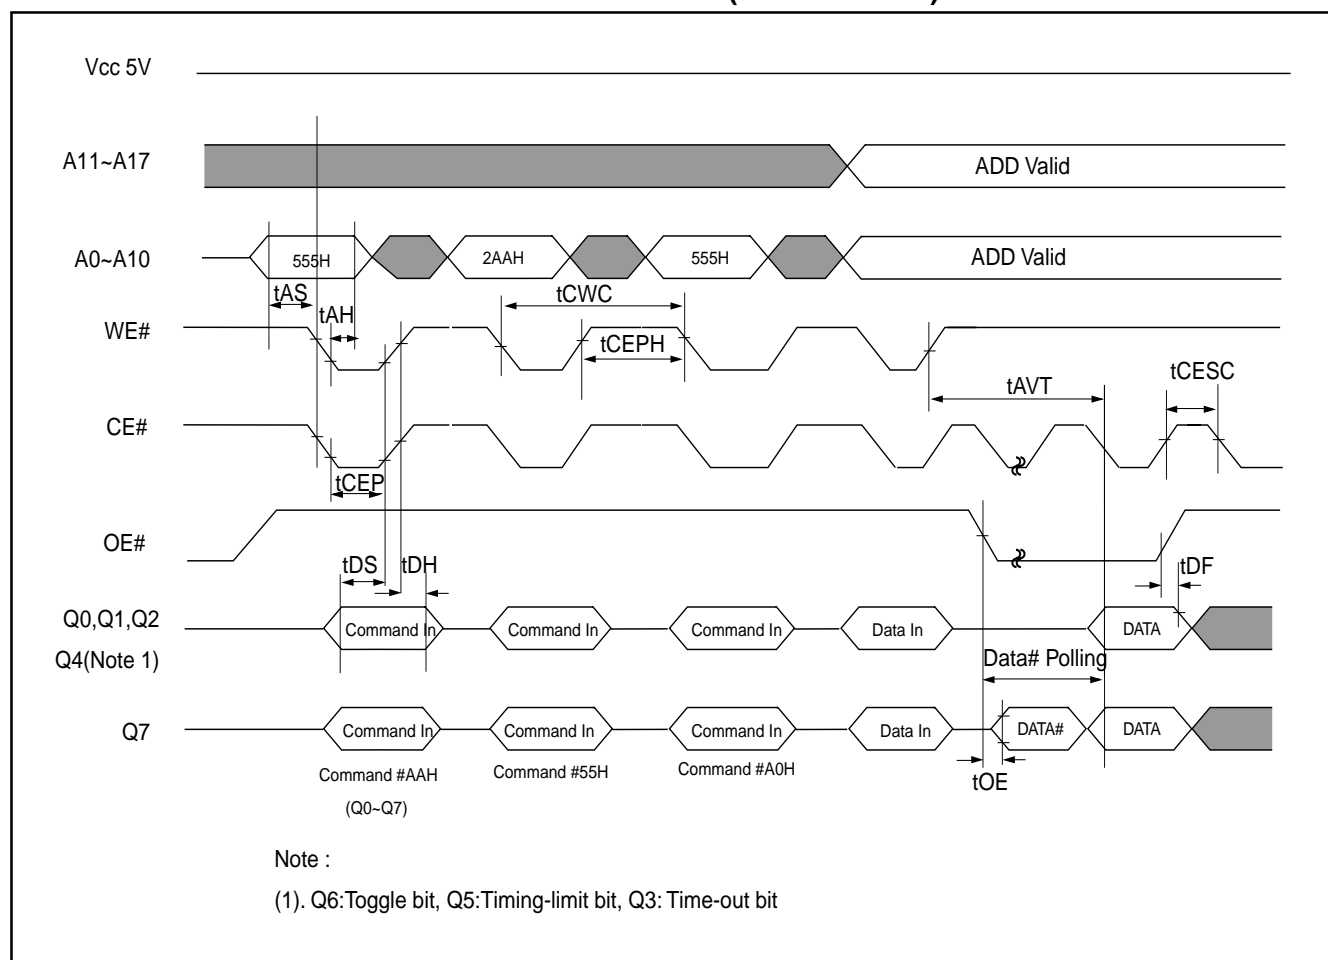 Vcc 5V
A11~A17
ADD Valid
A0~A10
555H
2AAH
555H
ADD Valid
tAS
tAH
tCWC
WE#
tCEPH
tAVT
tCESC
CE#
tCEP
OE#
tDS
tDH
tDF
Q0,Q1,Q2
Command In
Command In
Command In
Data In
DATA
Q4(Note 1)
Data# Polling
Q7
Command In
Command In
Command In
Data In
DATA#
DATA
Command #AAH
Command #55H
Command #A0H
tOE
(Q0~Q7)
Note :
(1). Q6:Toggle bit, Q5:Timing-limit bit, Q3: Time-out bit